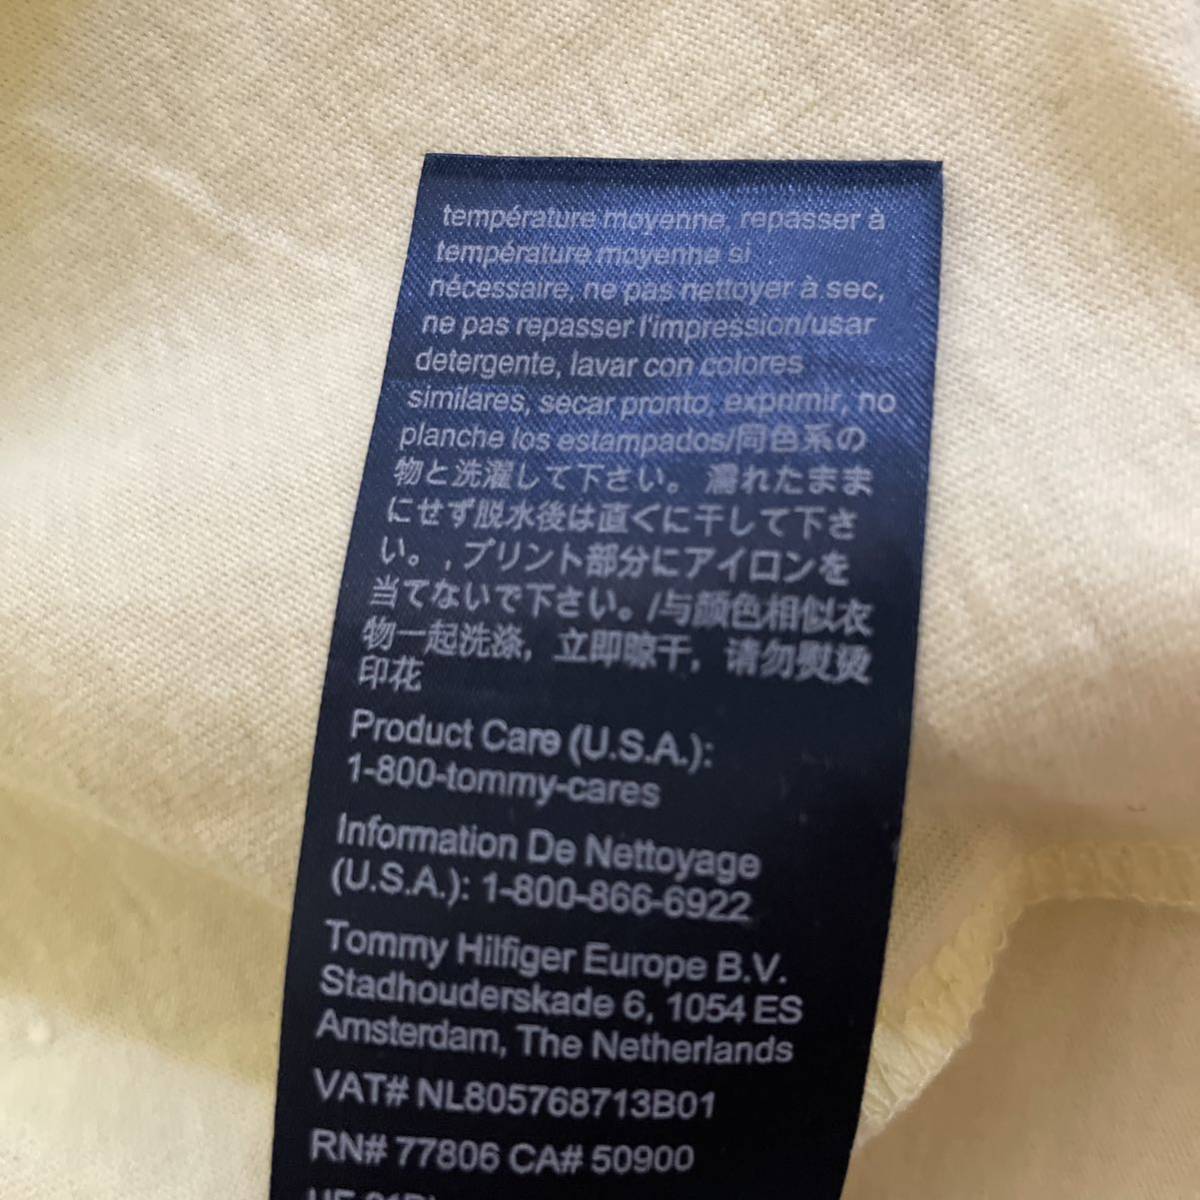 température moyenne, repasser à
température moyenne si
nécessaire, ne pas nettoyer à sec,
ne pas repasser l'impression/usar
detergente, lavar con colores
similares, secar pronto, exprimir, no
planche los estampados/同色系の
物と洗濯して下さい。濡れたまま
にせず脱水後は直ぐに干して下さ
い。,プリント部分にアイロンを
当てないで下さい。/与颜色相似衣
物一起洗涤，立即晾干，请勿熨烫
印花
Product Care (U.S.A.):
1-800-tommy-cares
Information De Nettoyage
(U.S.A.): 1-800-866-6922
Tommy Hilfiger Europe B.V.
Stadhouderskade 6, 1054 ES
Amsterdam, The Netherlands
VAT# NL805768713B01
RN# 77806 CA# 50900